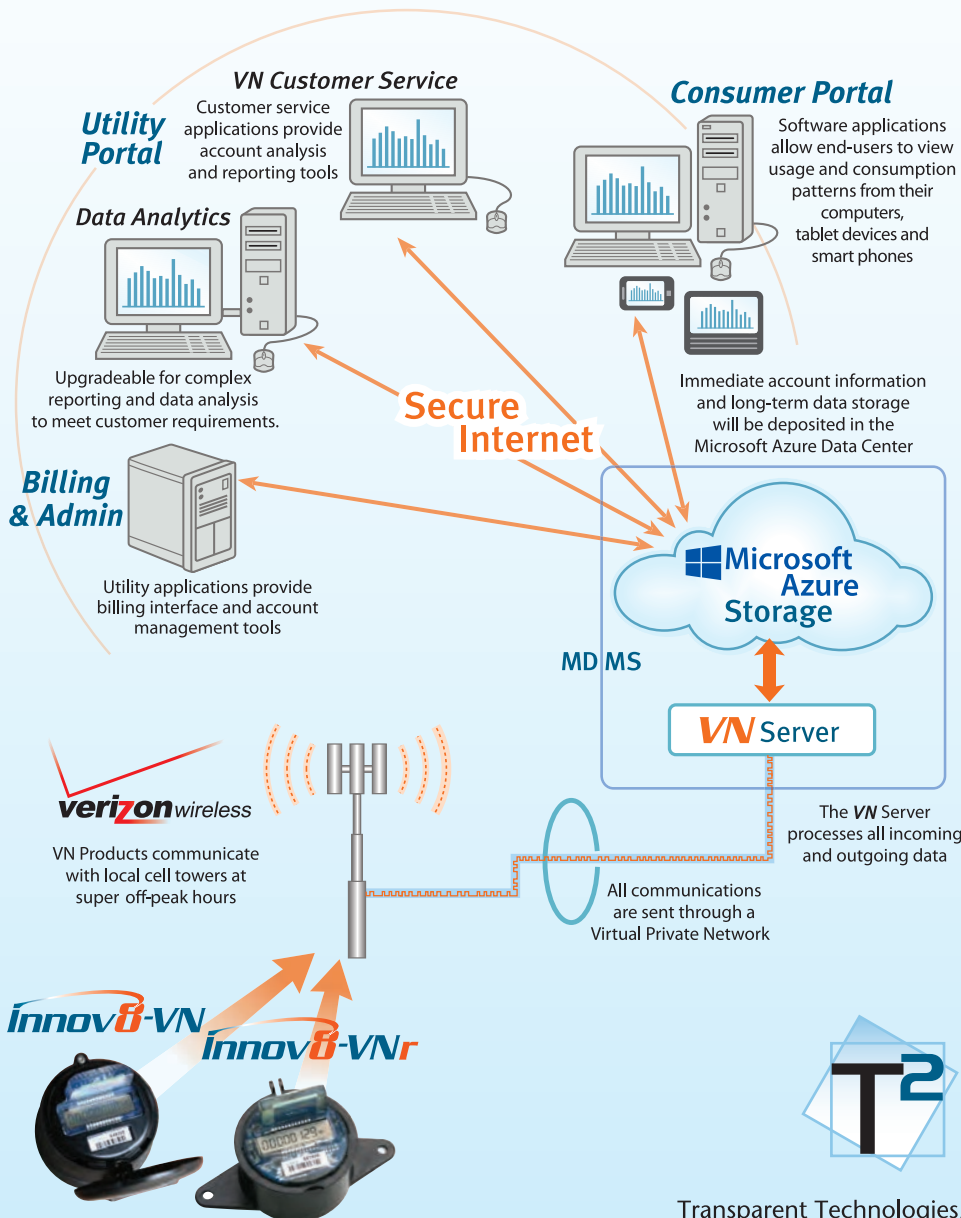 VN Customer Service
Customer service
applications provide
account analysis
and reporting tools
Utility
Portal
Consumer Portal
Software applications
allow end-users to view
usage and consumption
patterns from their
computers,
tablet devices and
smart phones
Data Analytics
Upgradeable for complex
reporting and data analysis
to meet customer requirements.
Secure
Internet
Immediate account information
and long-term data storage
will be deposited in the
Microsoft Azure Data Center
Billing
& Admin
Utility applications provide
billing interface and account
management tools
Microsoft
Azure
Storage
MDMS
VN Server
The VN Server
processes all incoming
and outgoing data
verizon wireless
VN Products communicate
with local cell towers at
super off-peak hours
All communications
are sent through a
Virtual Private Network
innov8-VN
innov8-VNr
T2
Transparent Technologies.